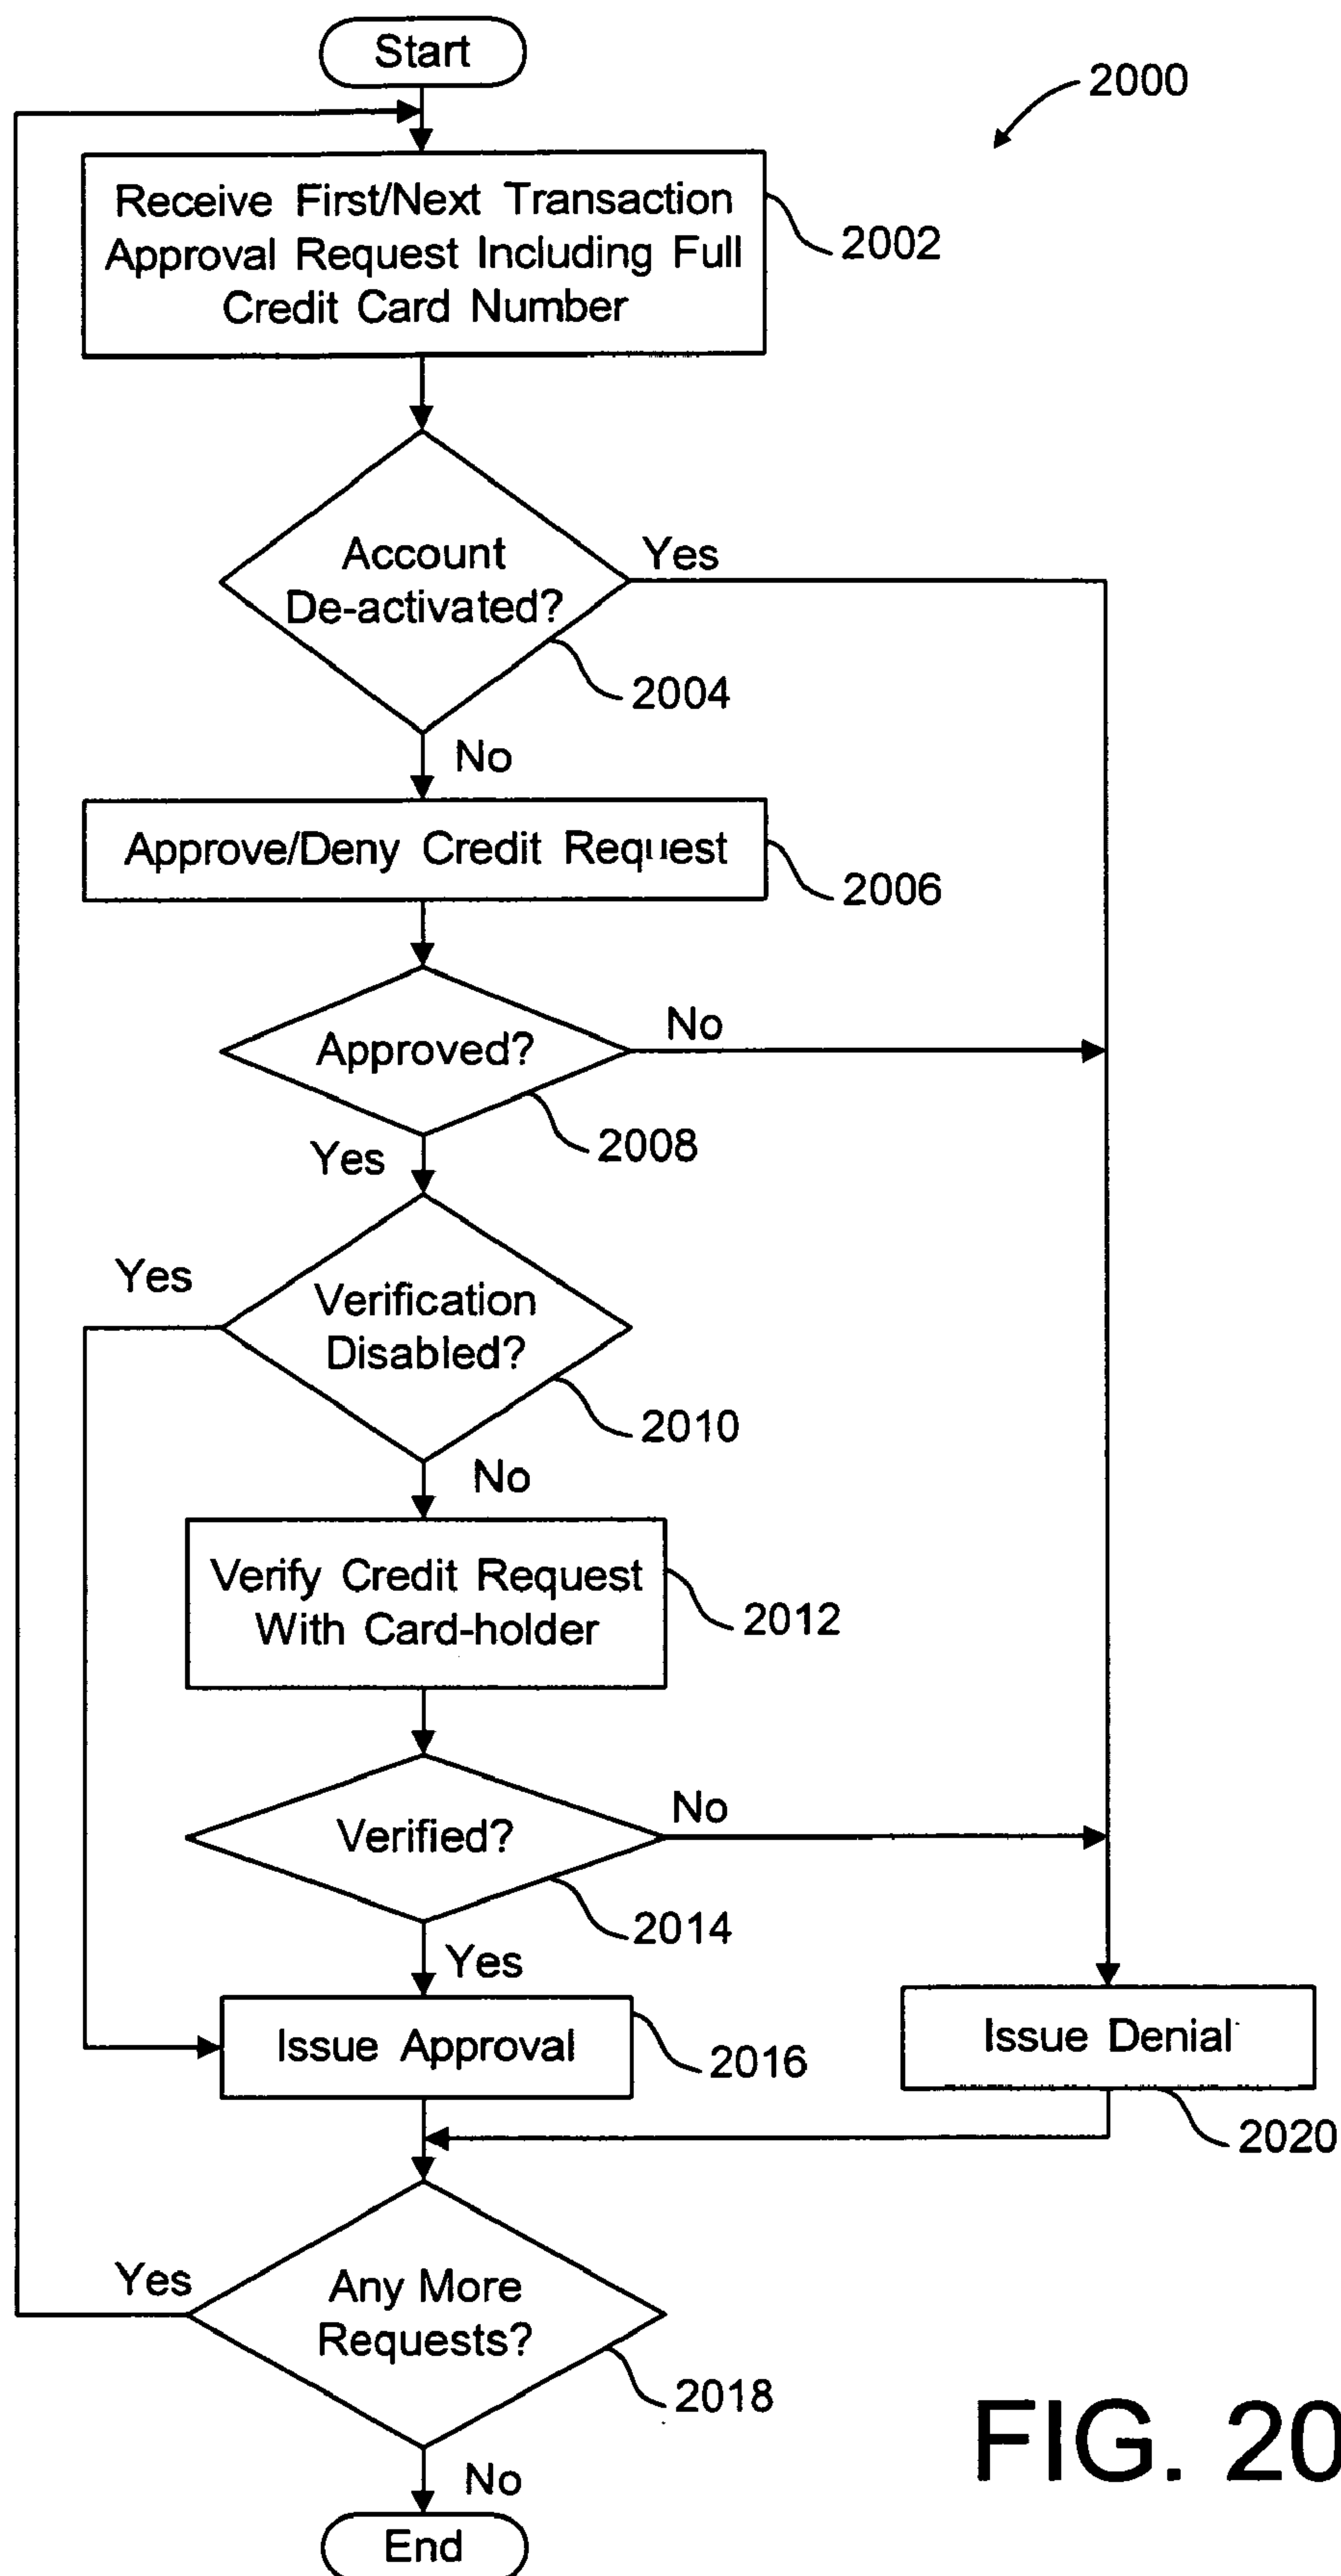 Start
2000
Receive First/Next Transaction
Approval Request Including Full
Credit Card Number
2002
Account
De-activated?
Yes
2004
No
Approve/Deny Credit Request
2006
Approved?
No
2008
Yes
Yes
Verification
Disabled?
2010
No
Verify Credit Request
With Card-holder
2012
Verified?
No
2014
Yes
Issue Approval
2016
Issue Denial
2020
Yes
Any More
Requests?
2018
No
FIG. 20
End